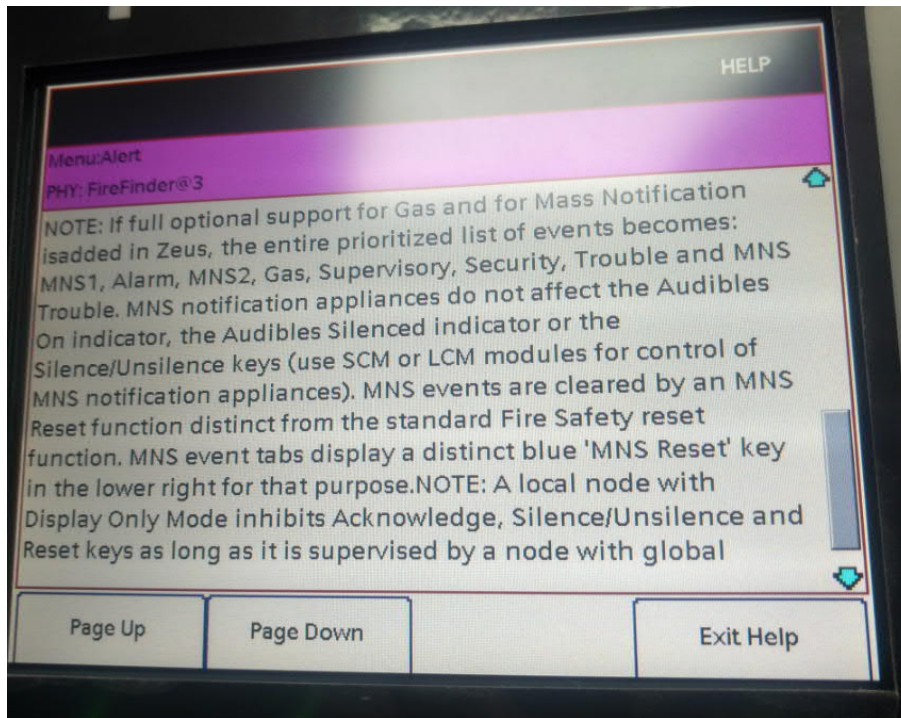 HELP
Menu:Alert
PHY: FireFinder@3
NOTE: If full optional support for Gas and for Mass Notification
isadded in Zeus, the entire prioritized list of events becomes:
MNS1, Alarm, MNS2, Gas, Supervisory, Security, Trouble and MNS
Trouble. MNS notification appliances do not affect the Audibles
On indicator, the Audibles Silenced indicator or the
Silence/Unsilence keys (use SCM or LCM modules for control of
MNS notification appliances). MNS events are cleared by an MNS
Reset function distinct from the standard Fire Safety reset
function. MNS event tabs display a distinct blue 'MNS Reset' key
in the lower right for that purpose.NOTE: A local node with
Display Only Mode inhibits Acknowledge, Silence/Unsilence and
Reset keys as long as it is supervised by a node with global
Page Up
Page Down
Exit Help